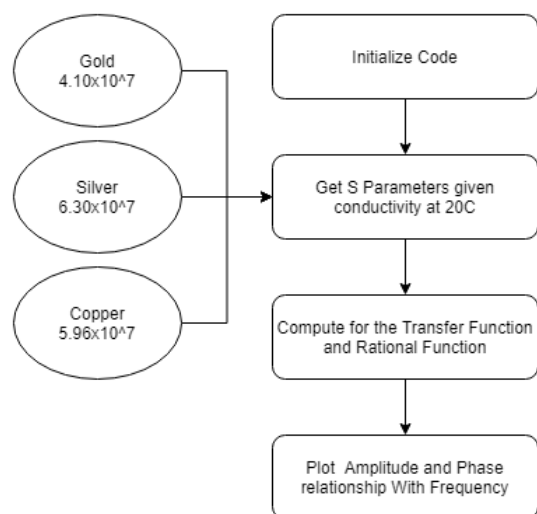 Gold
4.10x10^7
Initialize Code
Silver
6.30x10^7
Get S Parameters given
conductivity at 20C
Copper
5.96x10^7
Compute for the Transfer Function
and Rational Function
Plot Amplitude and Phase
relationship With Frequency